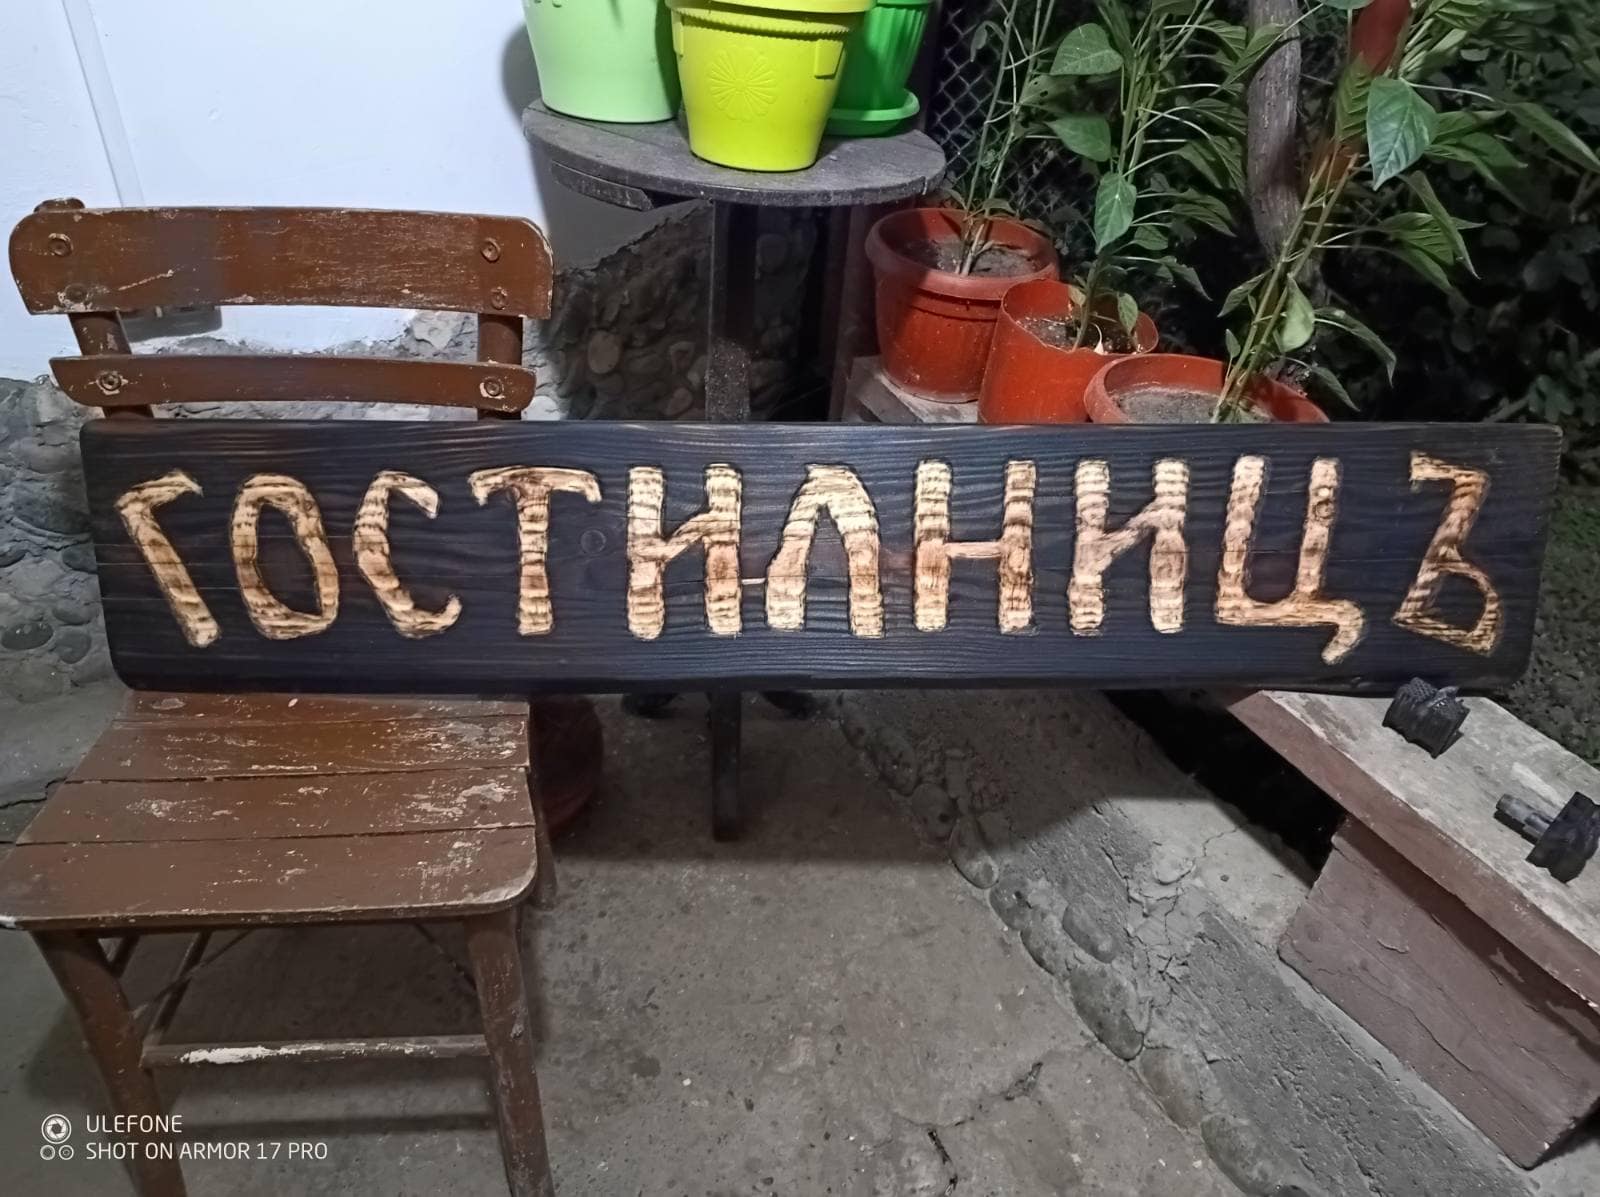 ГОСТИЛНИЦЪ
ULEFONE
SHOT ON ARMOR 17 PRO